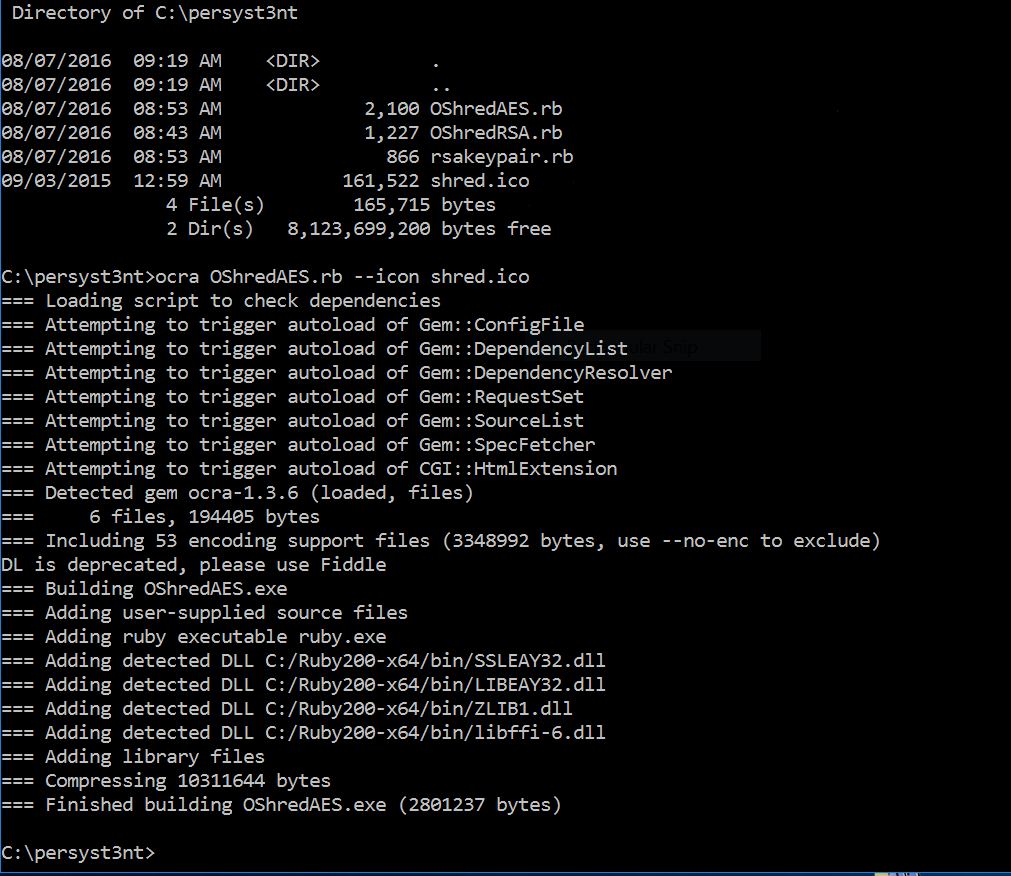 Directory of C:\persyst3nt
08/07/2016  09:19 AM    <DIR>          .
08/07/2016  09:19 AM    <DIR>          ..
08/07/2016  08:53 AM             2,100 OShredAES.rb
08/07/2016  08:43 AM             1,227 OShredRSA.rb
08/07/2016  08:53 AM               866 rsakeypair.rb
09/03/2015  12:59 AM           161,522 shred.ico
               4 File(s)        165,715 bytes
               2 Dir(s)   8,123,699,200 bytes free
C:\persyst3nt>ocra OShredAES.rb --icon shred.ico
=== Loading script to check dependencies
=== Attempting to trigger autoload of Gem::ConfigFile
=== Attempting to trigger autoload of Gem::DependencyList
=== Attempting to trigger autoload of Gem::DependencyResolver
=== Attempting to trigger autoload of Gem::RequestSet
=== Attempting to trigger autoload of Gem::SourceList
=== Attempting to trigger autoload of Gem::SpecFetcher
=== Attempting to trigger autoload of CGI::HtmlExtension
=== Detected gem ocra-1.3.6 (loaded, files)
===     6 files, 194405 bytes
=== Including 53 encoding support files (3348992 bytes, use --no-enc to exclude)
DL is deprecated, please use Fiddle
=== Building OShredAES.exe
=== Adding user-supplied source files
=== Adding ruby executable ruby.exe
=== Adding detected DLL C:/Ruby200-x64/bin/SSLEAY32.dll
=== Adding detected DLL C:/Ruby200-x64/bin/LIBEAY32.dll
=== Adding detected DLL C:/Ruby200-x64/bin/ZLIB1.dll
=== Adding detected DLL C:/Ruby200-x64/bin/libffi-6.dll
=== Adding library files
=== Compressing 10311644 bytes
=== Finished building OShredAES.exe (2801237 bytes)
C:\persyst3nt>